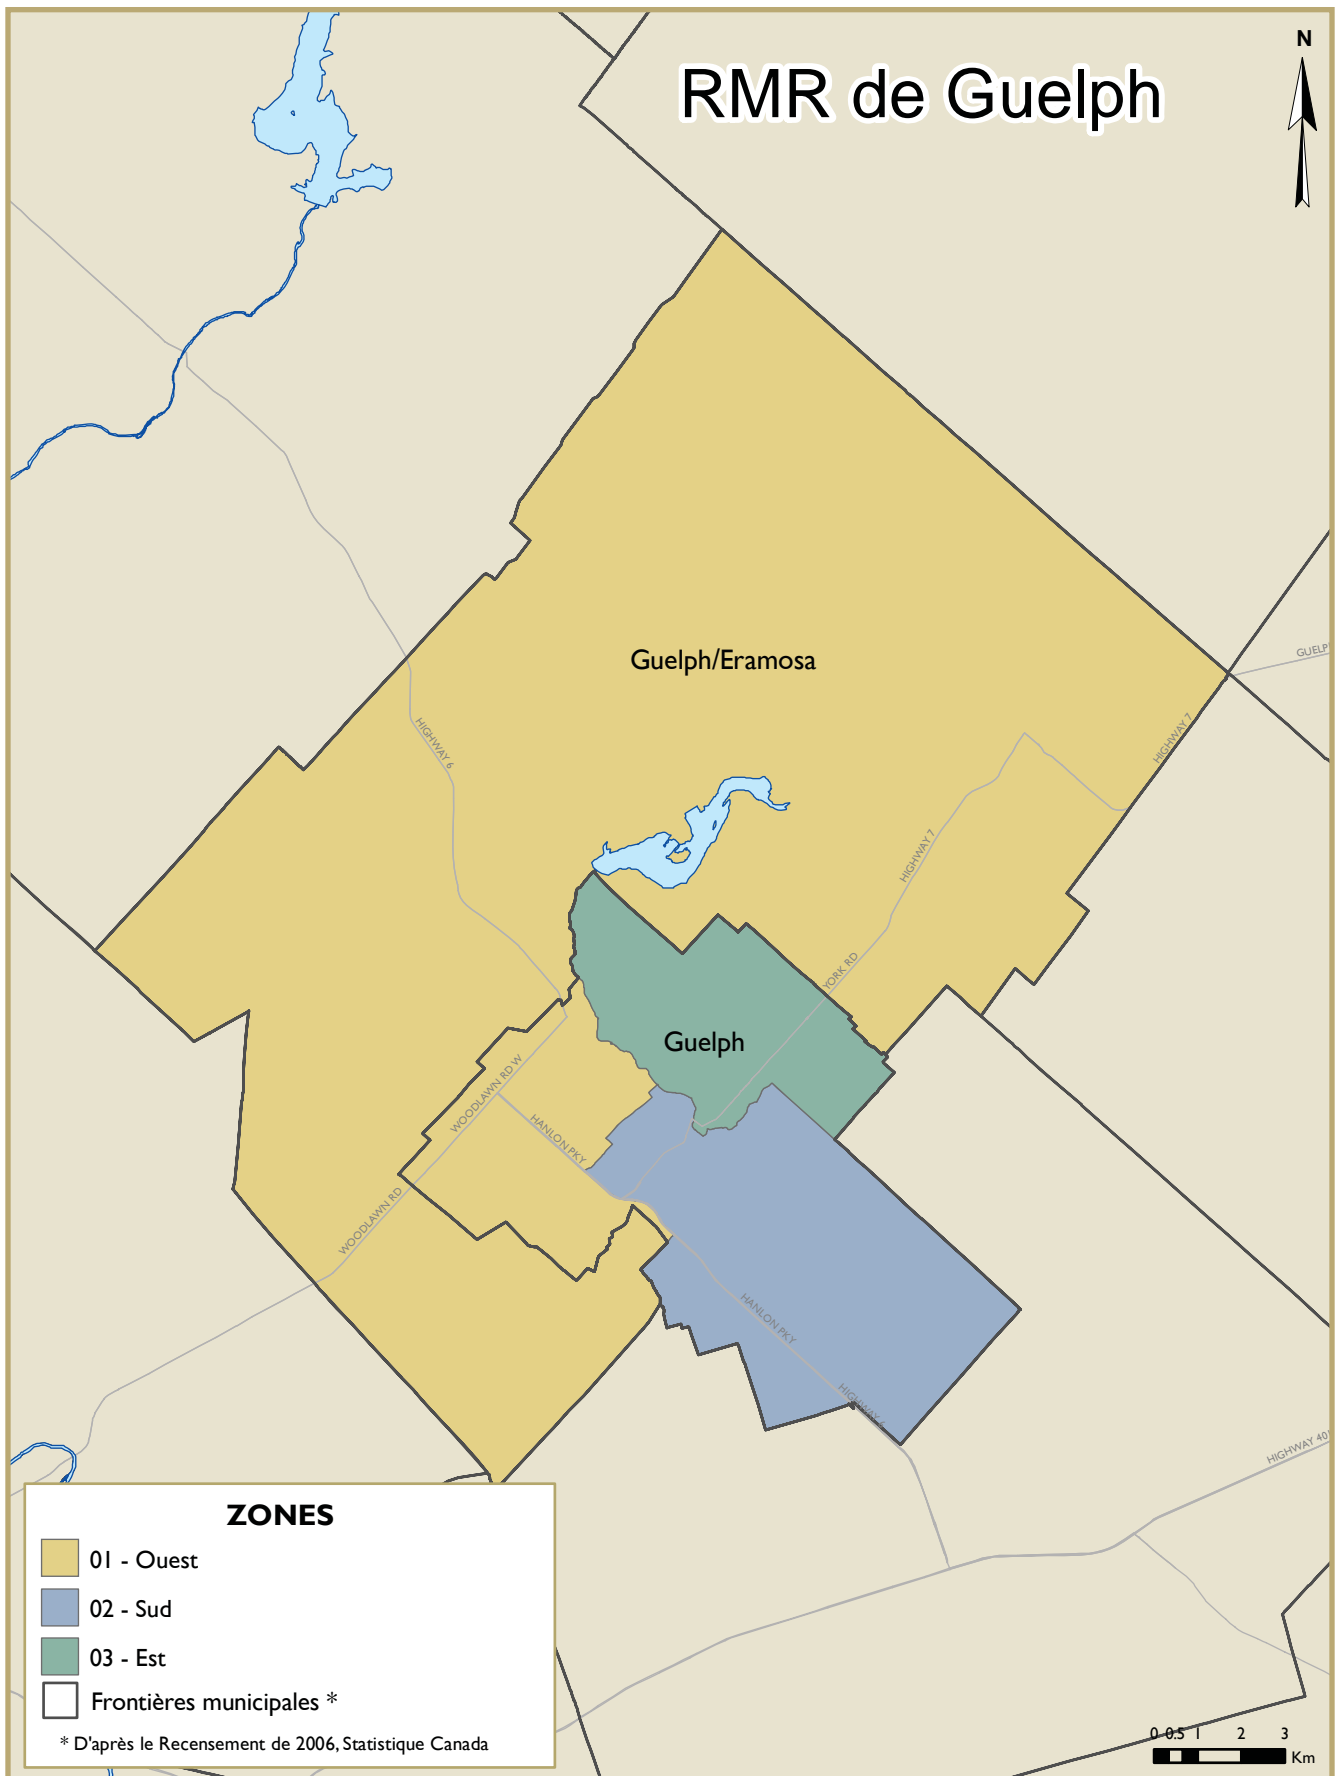 N
RMR de Guelph
GUELP
Guelph/Eramosa
HIGHWAY 6
HIGHWAY 7
HIGHWAY 7
YORK RD
Guelph
WOODLAWN RD W
HANLON PKY
WOODLAWN RD
HANLON PKY
HIGHWAY 6
HIGHWAY 401
ZONES
01 - Ouest
02 - Sud
03 - Est
Frontières municipales *
* D'après le Recensement de 2006, Statistique Canada
0 0.5 1 2 3
Km